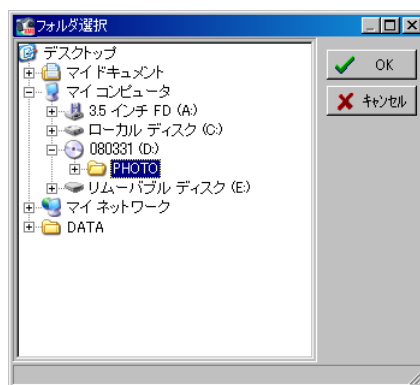 フォルダ選択
デスクトップ
マイ ドキュメント
マイ コンピュータ
3.5 インチ FD (A:)
ローカル ディスク (C:)
080331 (D:)
PHOTO
リムーバブル ディスク (E:)
マイ ネットワーク
DATA
OK
キャンセル